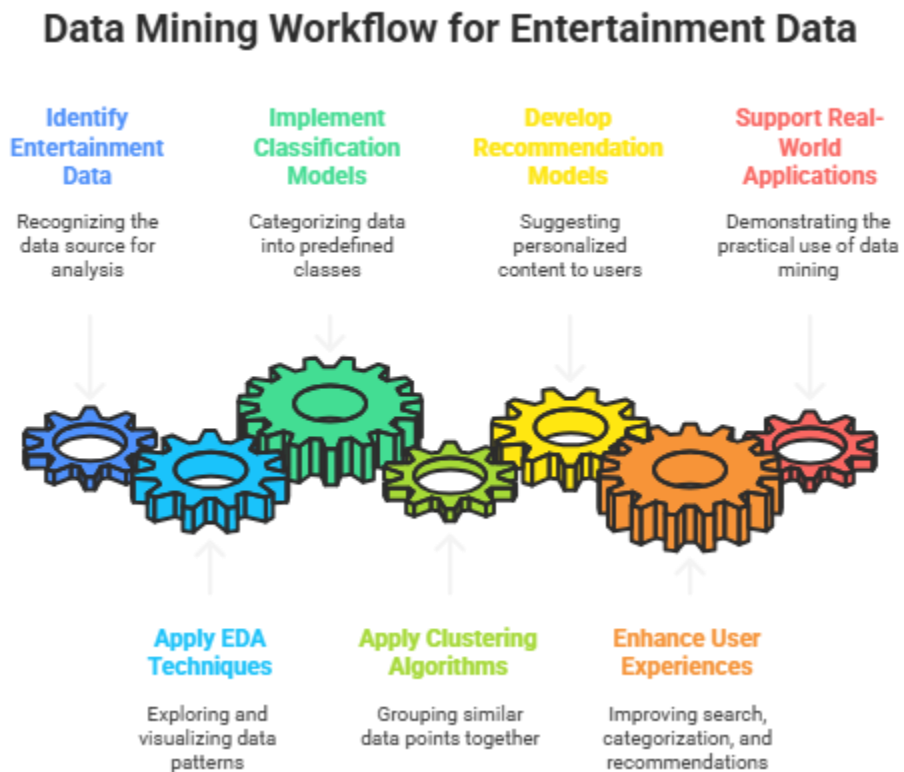 Data Mining Workflow for Entertainment Data
Identify
Entertainment
Data
Recognizing the
data source for
analysis
Implement
Classification
Models
Categorizing data
into predefined
classes
Develop
Recommendation
Models
Suggesting
personalized
content to users
Support Real-
World
Applications
Demonstrating the
practical use of data
mining
Apply EDA
Techniques
Exploring and
visualizing data
patterns
Apply Clustering
Algorithms
Grouping similar
data points together
Enhance User
Experiences
Improving search,
categorization, and
recommendations